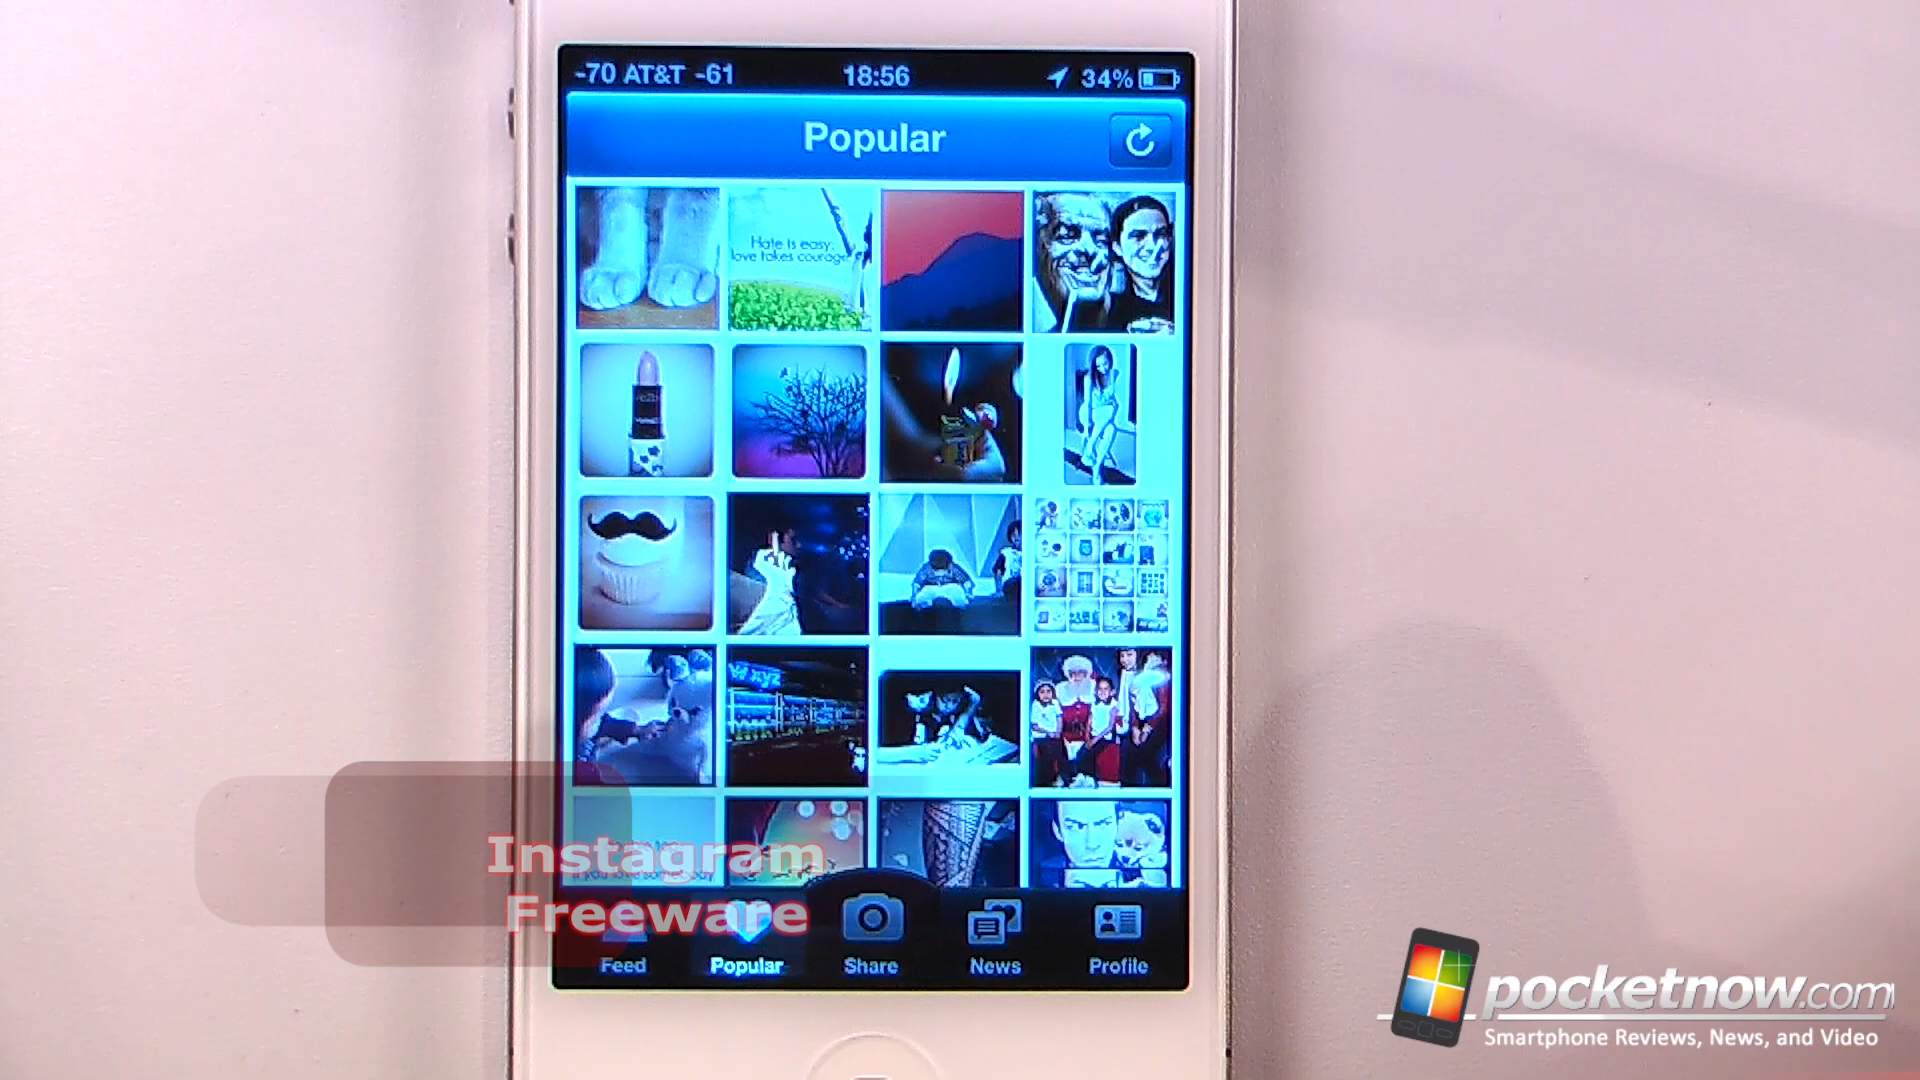 -70 AT&T -61 18:56 34%
Popular
Hate is easy,
love takes courage
Instagram
Freeware
Feed Popular Share News Profile
pocketnow.com
Smartphone Reviews, News, and Video